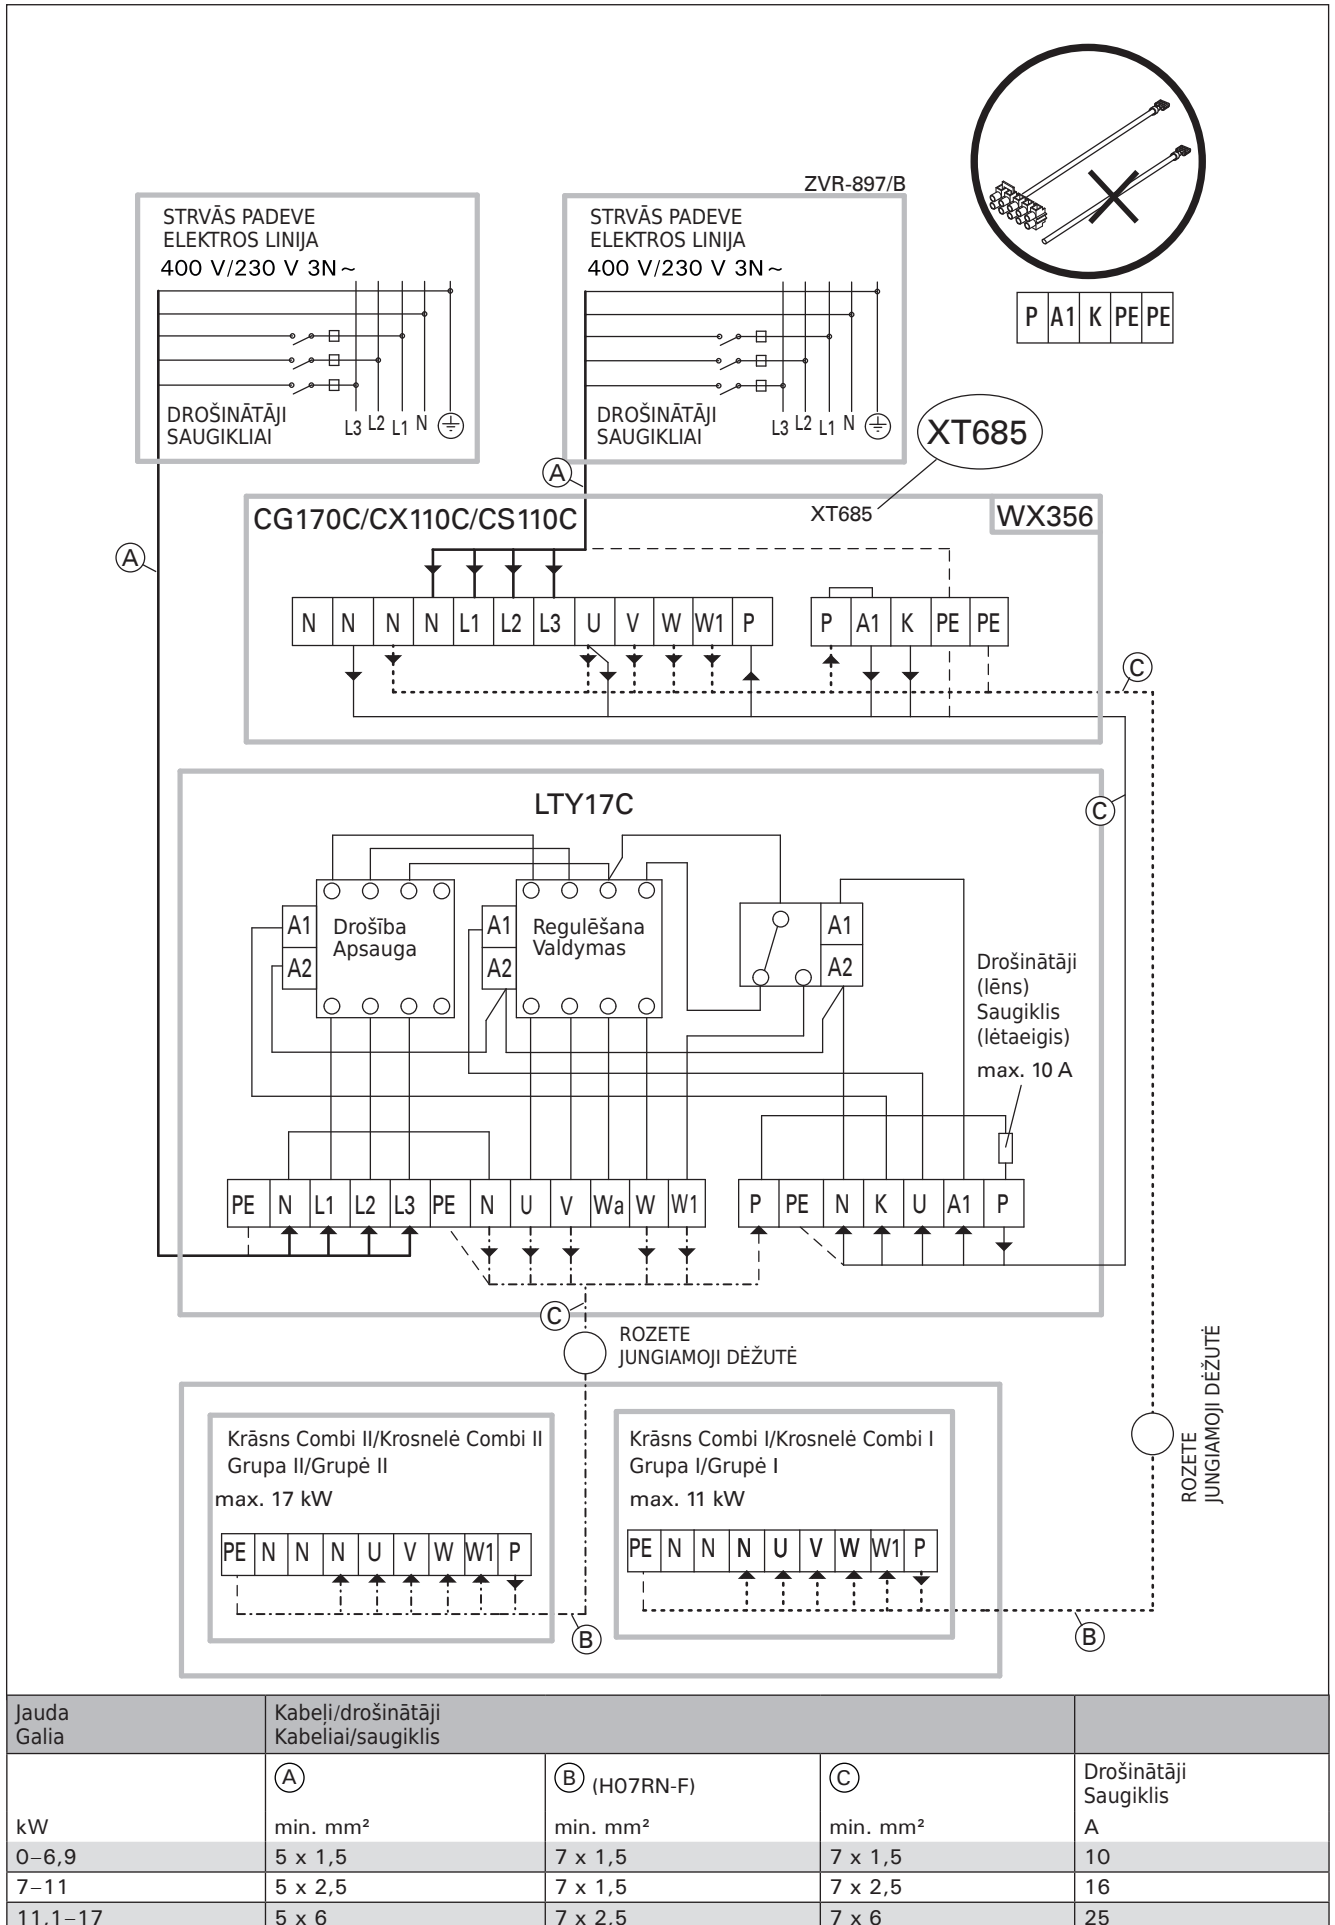 ZVR-897/B
STRVĀS PADEVE
ELEKTROS LINIJA
400 V/230 V 3N~
DROŠINĀTĀJI
SAUGIKLIAI
L3 L2 L1 N
STRVĀS PADEVE
ELEKTROS LINIJA
400 V/230 V 3N~
DROŠINĀTĀJI
SAUGIKLIAI
L3 L2 L1 N
P A1 K PE PE
XT685
A
A
CG170C/CX110C/CS110C
XT685
WX356
N N N N L1 L2 L3 U V W W1 P
P A1 K PE PE
C
LTY17C
C
A1
A2
Drošība
Apsauga
A1
A2
Regulēšana
Valdymas
A1
A2
Drošinātāji
(lēns)
Saugiklis
(lėtaeigis)
max. 10 A
PE N L1 L2 L3 PE N U V Wa W W1
P PE N K U A1 P
C
ROZETE
JUNGIAMOJI DĖŽUTĖ
ROZETE
JUNGIAMOJI DĖŽUTĖ
Krāsns Combi II/Krosnelė Combi II
Grupa II/Grupė II
max. 17 kW
PE N N N U V W W1 P
B
Krāsns Combi I/Krosnelė Combi I
Grupa I/Grupė I
max. 11 kW
PE N N N U V W W1 P
B
Jauda
Galia
Kabeļi/drošinātāji
Kabeliai/saugiklis
A B (H07RN-F) C Drošinātāji
Saugiklis
kW min. mm² min. mm² min. mm² A
0–6,9 5 x 1,5 7 x 1,5 7 x 1,5 10
7–11 5 x 2,5 7 x 1,5 7 x 2,5 16
11,1–17 5 x 6 7 x 2,5 7 x 6 25